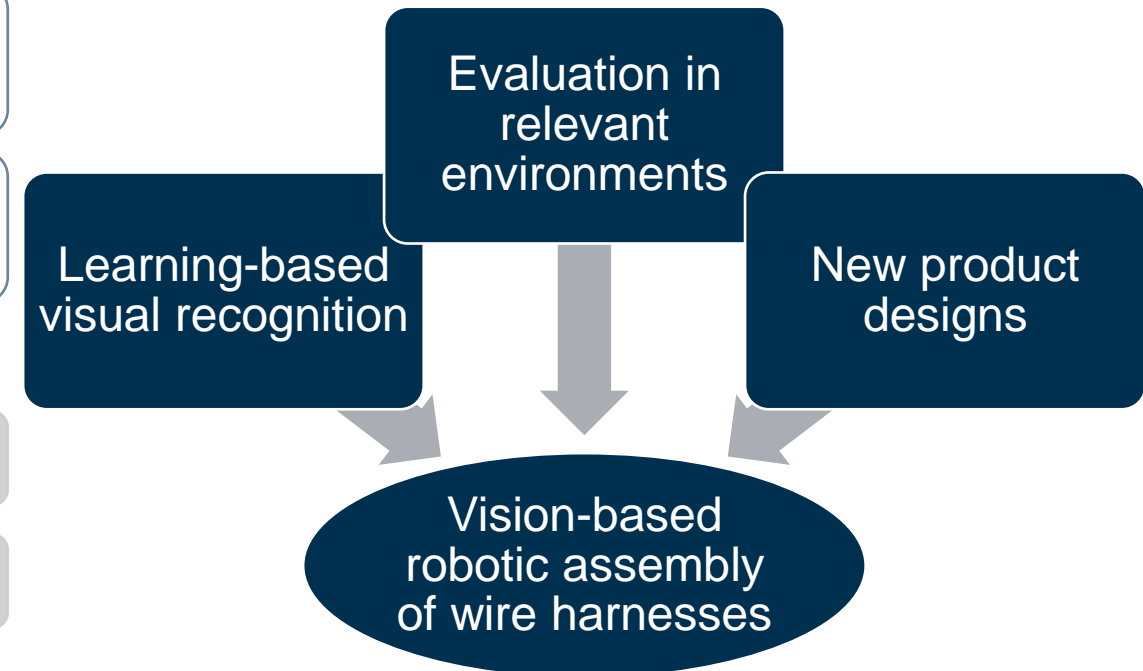 Evaluation in
relevant
environments
Learning-based
visual recognition
New product
designs
Vision-based
robotic assembly
of wire harnesses